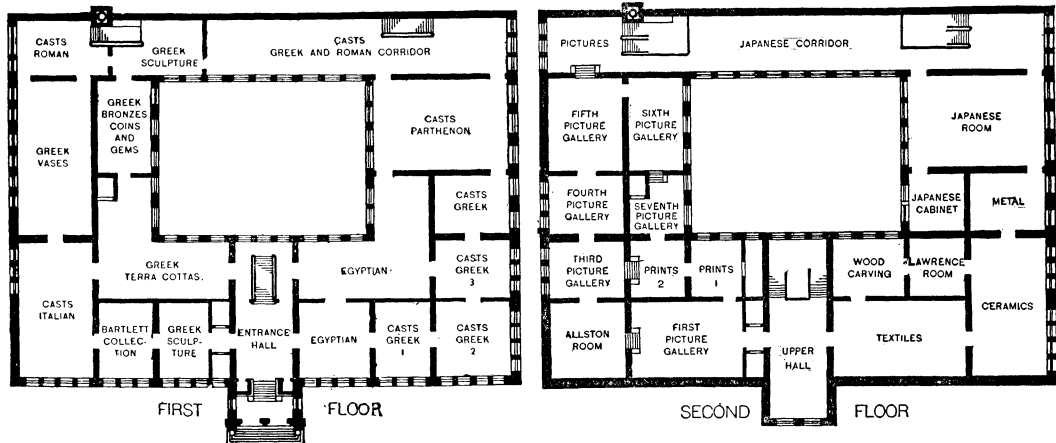 CASTS
ROMAN
GREEK
SCULPTURE
CASTS
GREEK AND ROMAN CORRIDOR
GREEK
BRONZES
COINS
AND
GEMS
GREEK
VASES
CASTS
PARTHENON
CASTS
GREEK
GREEK
TERRA COTTAS.
EGYPTIAN
CASTS
GREEK
3
CASTS
ITALIAN
BARTLETT
COLLEC-
TION
GREEK
SCULP-
TURE
ENTRANCE
HALL
EGYPTIAN
CASTS
GREEK
1
CASTS
GREEK
2
FIRST FLOOR
PICTURES
JAPANESE CORRIDOR
FIFTH
PICTURE
GALLERY
SIXTH
PICTURE
GALLERY
JAPANESE
ROOM
FOURTH
PICTURE
GALLERY
SEVENTH
PICTURE
GALLERY
JAPANESE
CABINET
METAL
THIRD
PICTURE
GALLERY
PRINTS
2
PRINTS
1
WOOD
CARVING
LAWRENCE
ROOM
CERAMICS
ALLSTON
ROOM
FIRST
PICTURE
GALLERY
UPPER
HALL
TEXTILES
SECOND FLOOR